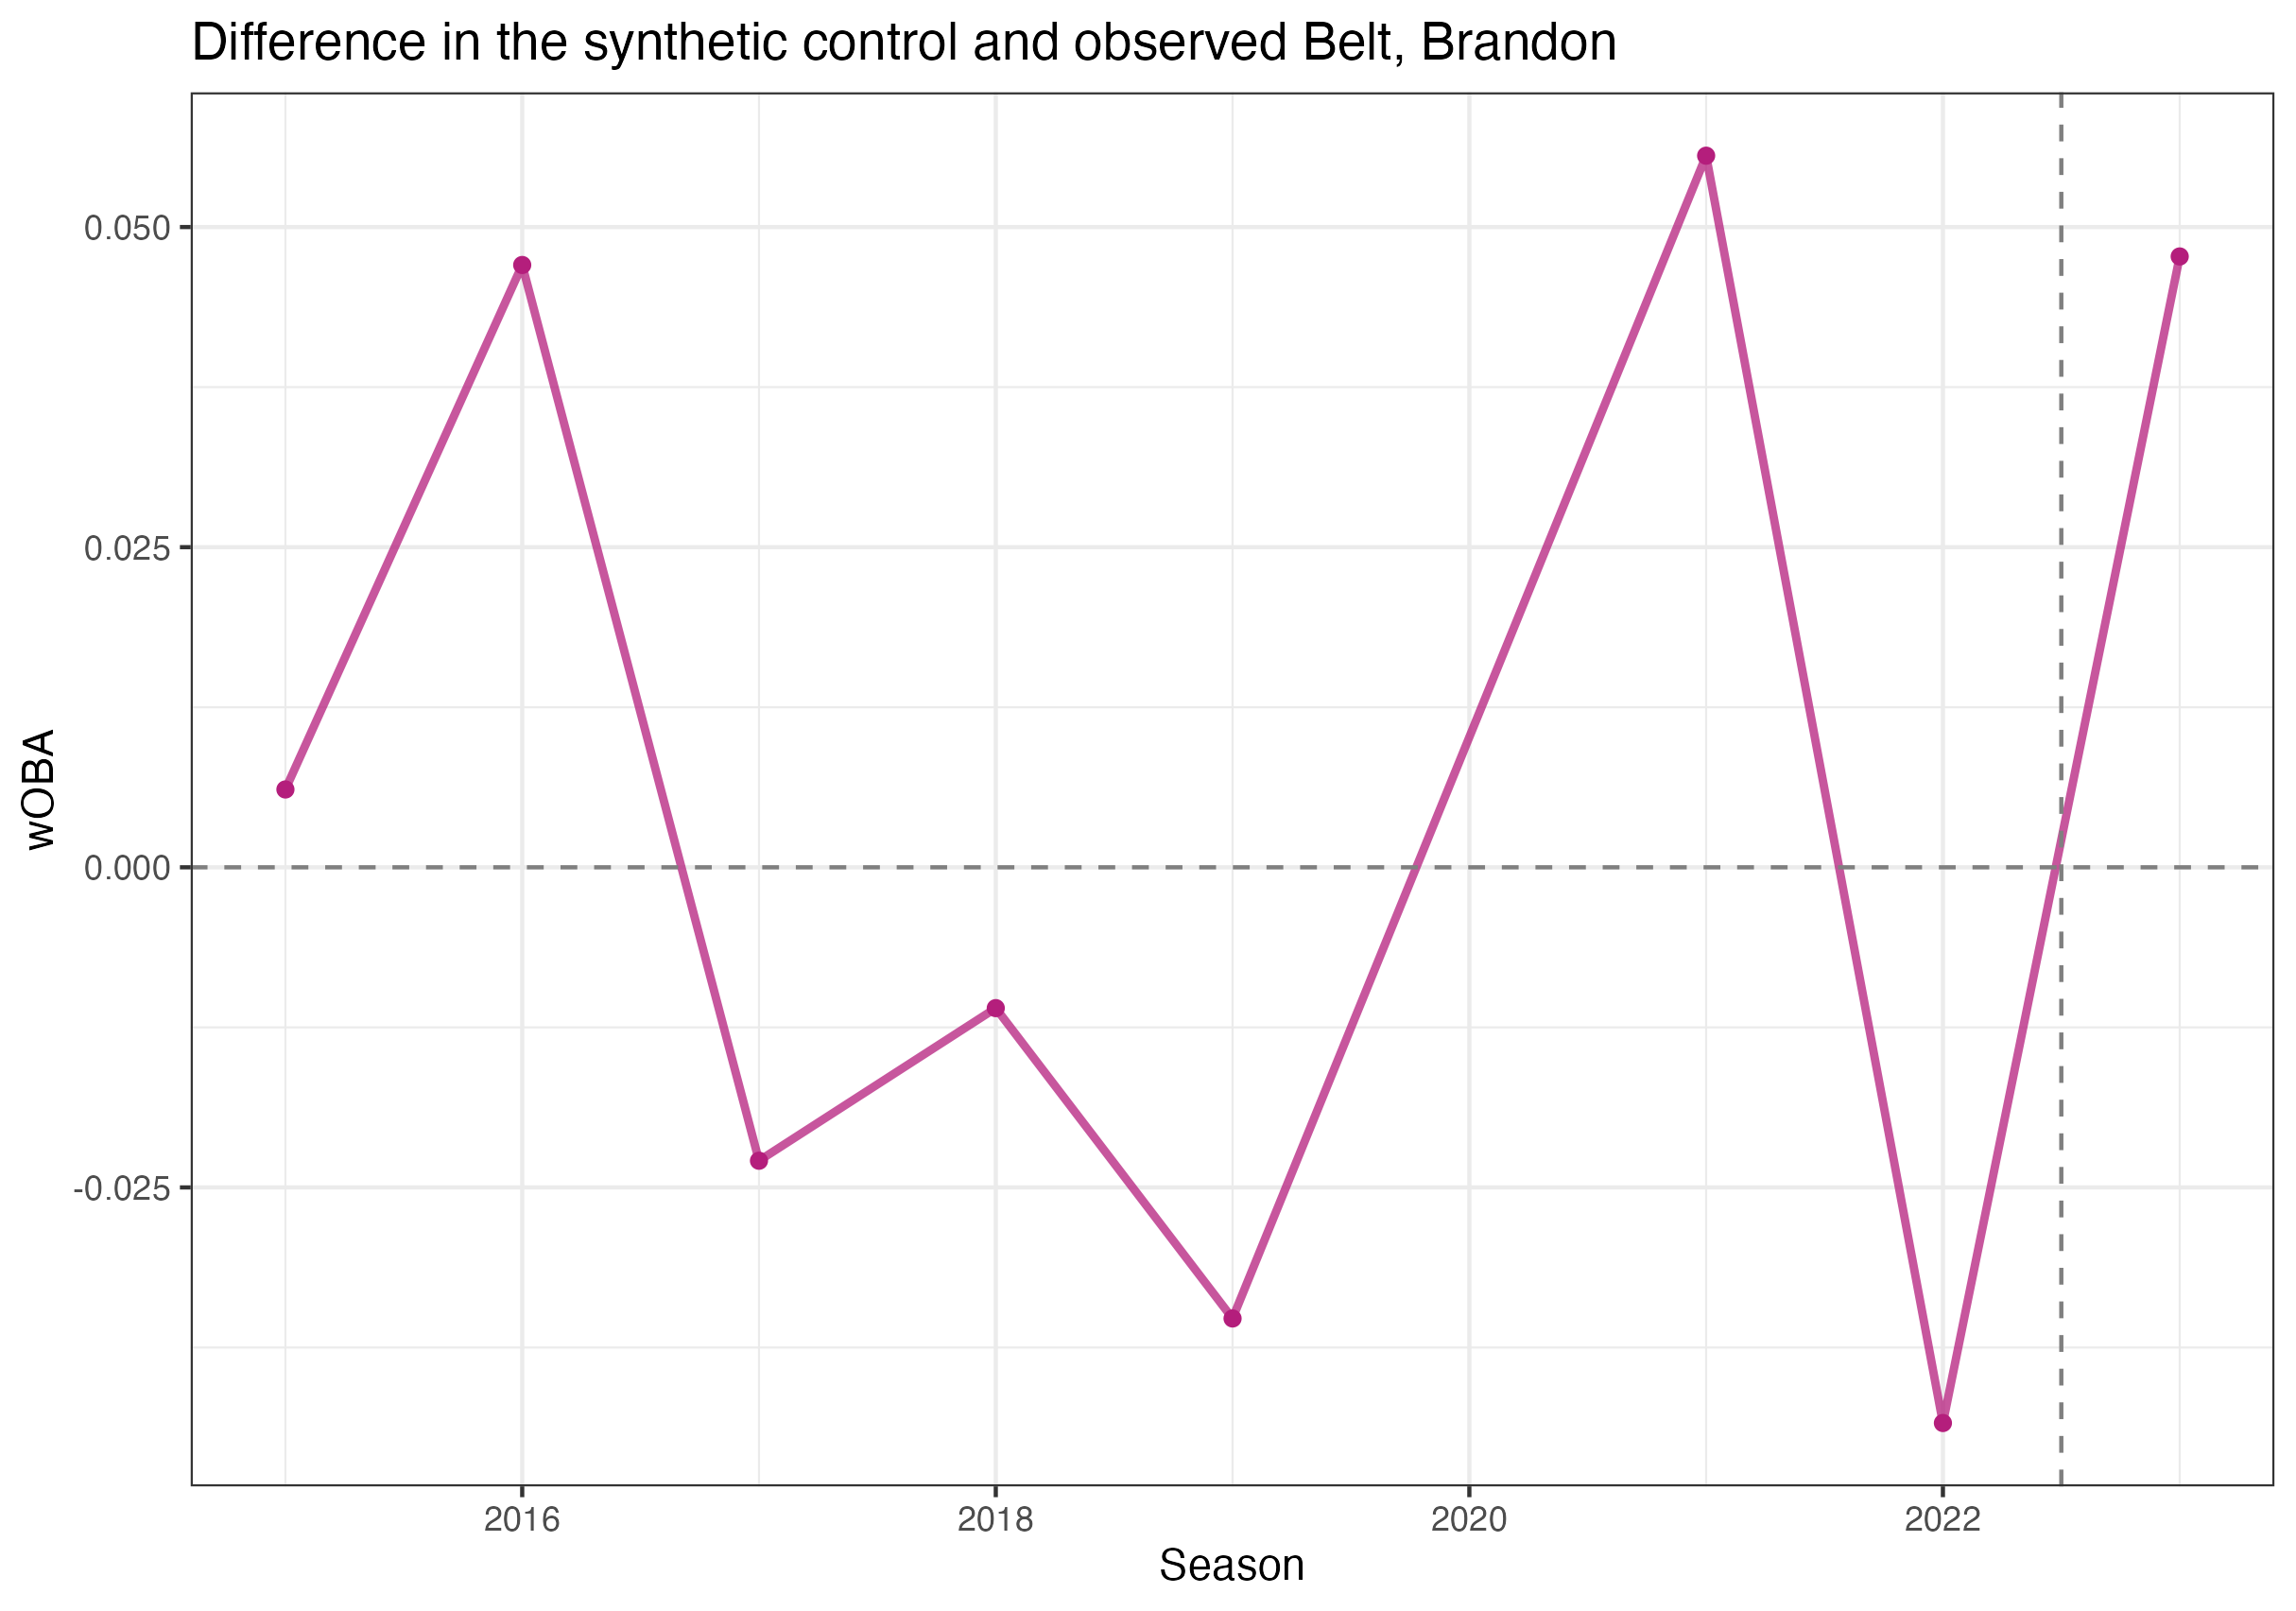 Difference in the synthetic control and observed Belt, Brandon
wOBA
0.050
0.025
0.000
-0.025
2016 2018 2020 2022
Season